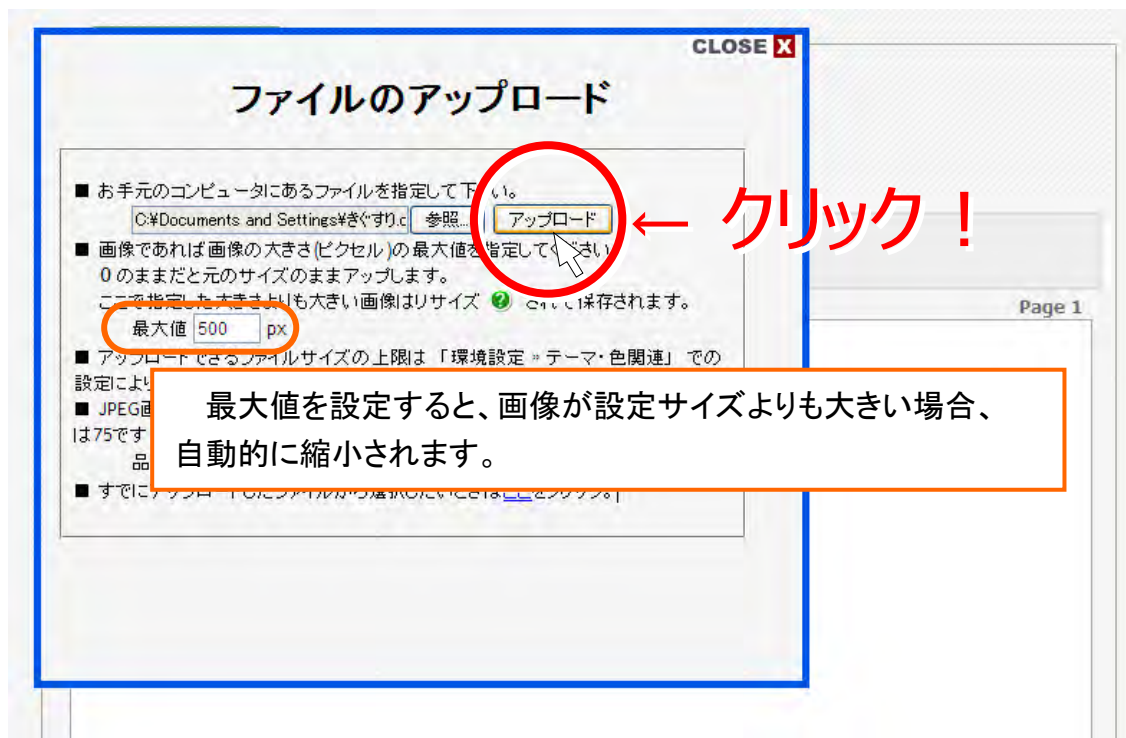 CLOSE X
ファイルのアップロード
■ お手元のコンピュータにあるファイルを指定して下 い。
C:¥Documents and Settings¥きぐすり.c 参照... アップロード
← クリック！
■ 画像であれば画像の大きさ(ピクセル)の最大値を指定してください
0 のままだと元のサイズのままアップします。
ここで指定した大きさよりも大きい画像はリサイズ ? されて保存されます。
Page 1
最大値 500 px
■ アップロードできるファイルサイズの上限は 「環境設定 » テーマ・色関連」 での
設定により
最大値を設定すると、画像が設定サイズよりも大きい場合、
自動的に縮小されます。
■ JPEG画
は75です
品
■ すでにアップロードしたファイルから選択したいときはここをクリック。